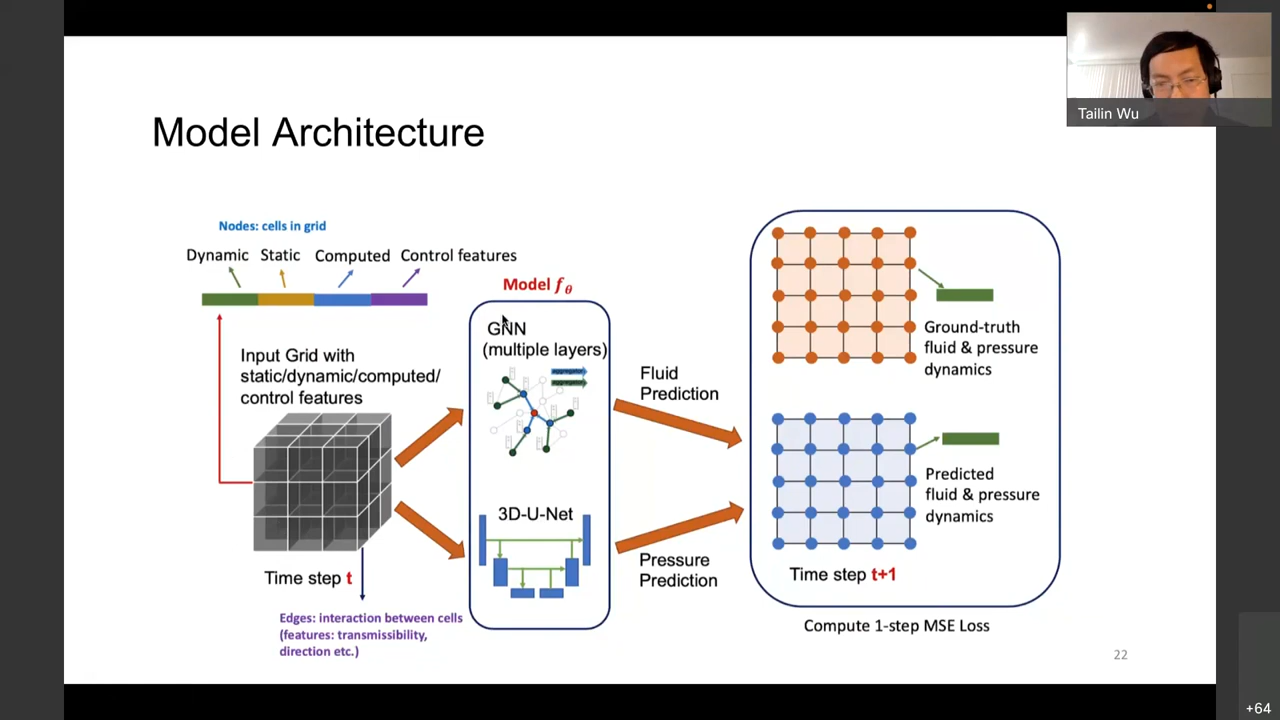 Tailin Wu
Model Architecture
Nodes: cells in grid
Dynamic Static Computed Control features
Model fθ
Input Grid with
static/dynamic/computed/
control features
GNN
(multiple layers)
3D-U-Net
Time step t
Edges: interaction between cells
(features: transmissibility,
direction etc.)
Fluid
Prediction
Pressure
Prediction
Ground-truth
fluid & pressure
dynamics
Predicted
fluid & pressure
dynamics
Time step t+1
Compute 1-step MSE Loss
22
+64